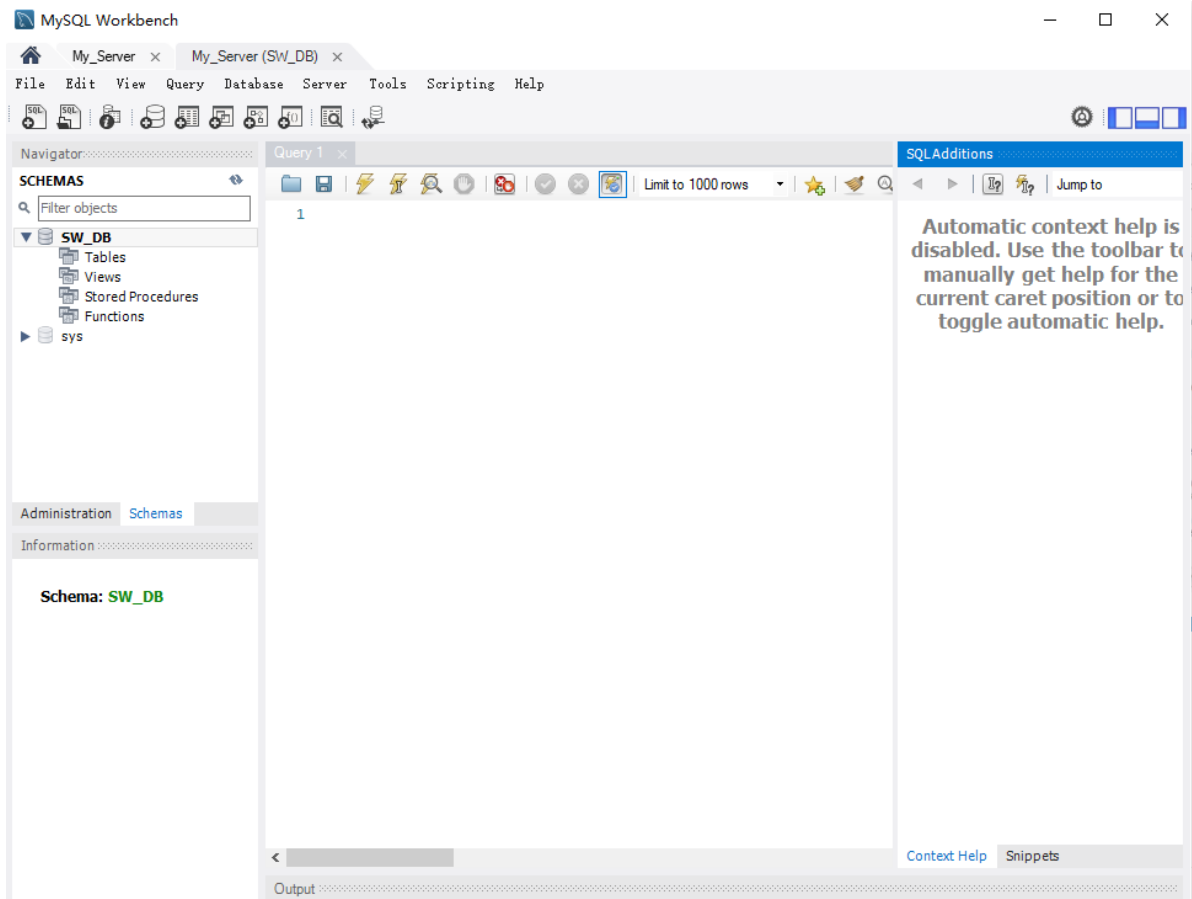 MySQL Workbench
My_Server
My_Server (SW_DB)
File Edit View Query Database Server Tools Scripting Help
Navigator
SCHEMAS
Filter objects
SW_DB
Tables
Views
Stored Procedures
Functions
sys
Administration Schemas
Information
Schema: SW_DB
Query 1
Limit to 1000 rows
1
SQLAdditions
Jump to
Automatic context help is
disabled. Use the toolbar to
manually get help for the
current caret position or to
toggle automatic help.
Context Help Snippets
Output